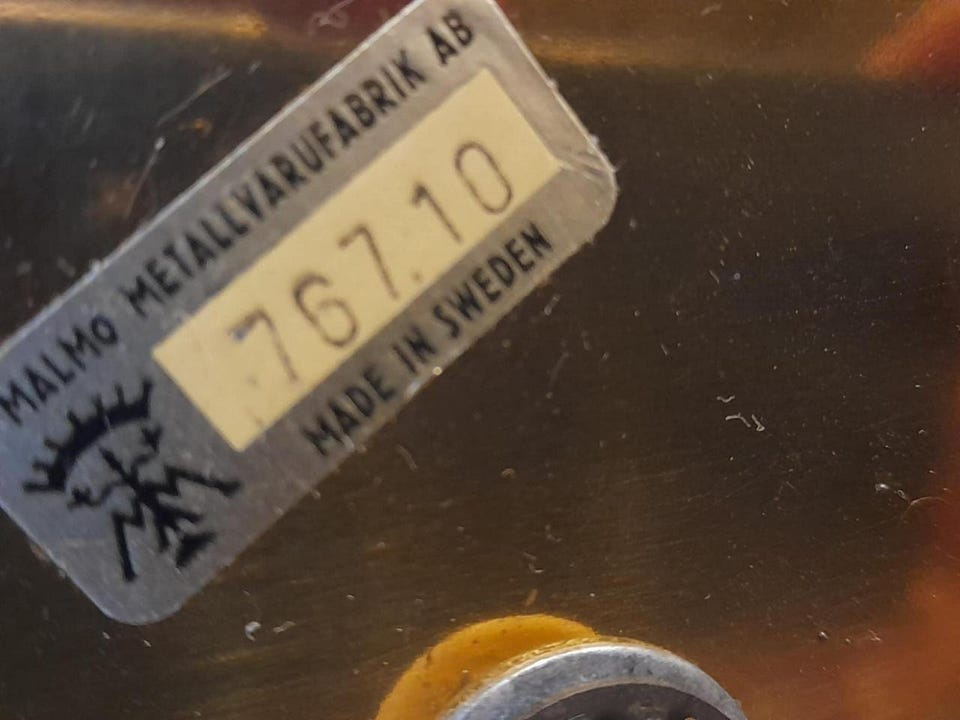 MALMö METALLVARUFABRIK AB
767.10
MADE IN SWEDEN